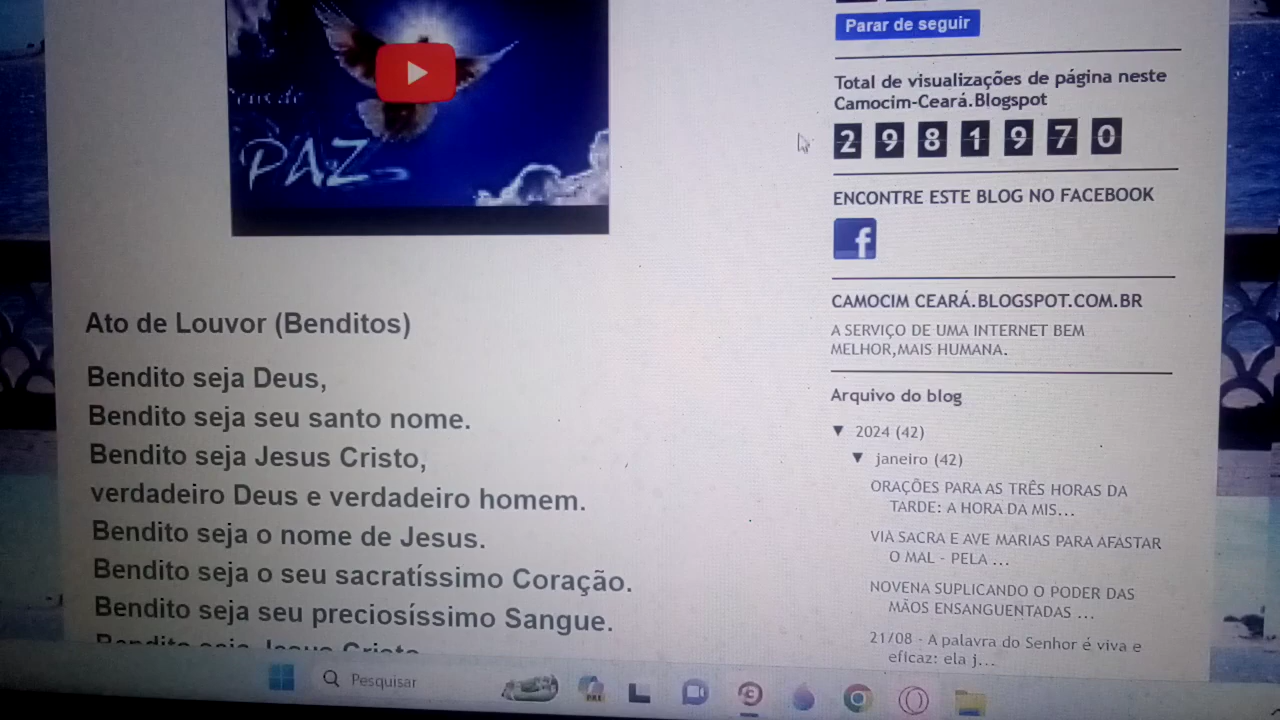 PAZ
Ato de Louvor (Benditos)
Bendito seja Deus,
Bendito seja seu santo nome.
Bendito seja Jesus Cristo,
verdadeiro Deus e verdadeiro homem.
Bendito seja o nome de Jesus.
Bendito seja o seu sacratíssimo Coração.
Bendito seja seu preciosíssimo Sangue.
Bendito seja Jesus Cristo
Parar de seguir
Total de visualizações de página neste
Camocim-Ceará.Blogspot
2981970
ENCONTRE ESTE BLOG NO FACEBOOK
f
CAMOCIM CEARÁ.BLOGSPOT.COM.BR
A SERVIÇO DE UMA INTERNET BEM
MELHOR,MAIS HUMANA.
Arquivo do blog
▼ 2024 (42)
▼ janeiro (42)
ORAÇÕES PARA AS TRÊS HORAS DA
TARDE: A HORA DA MIS...
VIA SACRA E AVE MARIAS PARA AFASTAR
O MAL - PELA ...
NOVENA SUPLICANDO O PODER DAS
MÃOS ENSANGUENTADAS ...
21/08 - A palavra do Senhor é viva e
eficaz: ela j...
Pesquisar